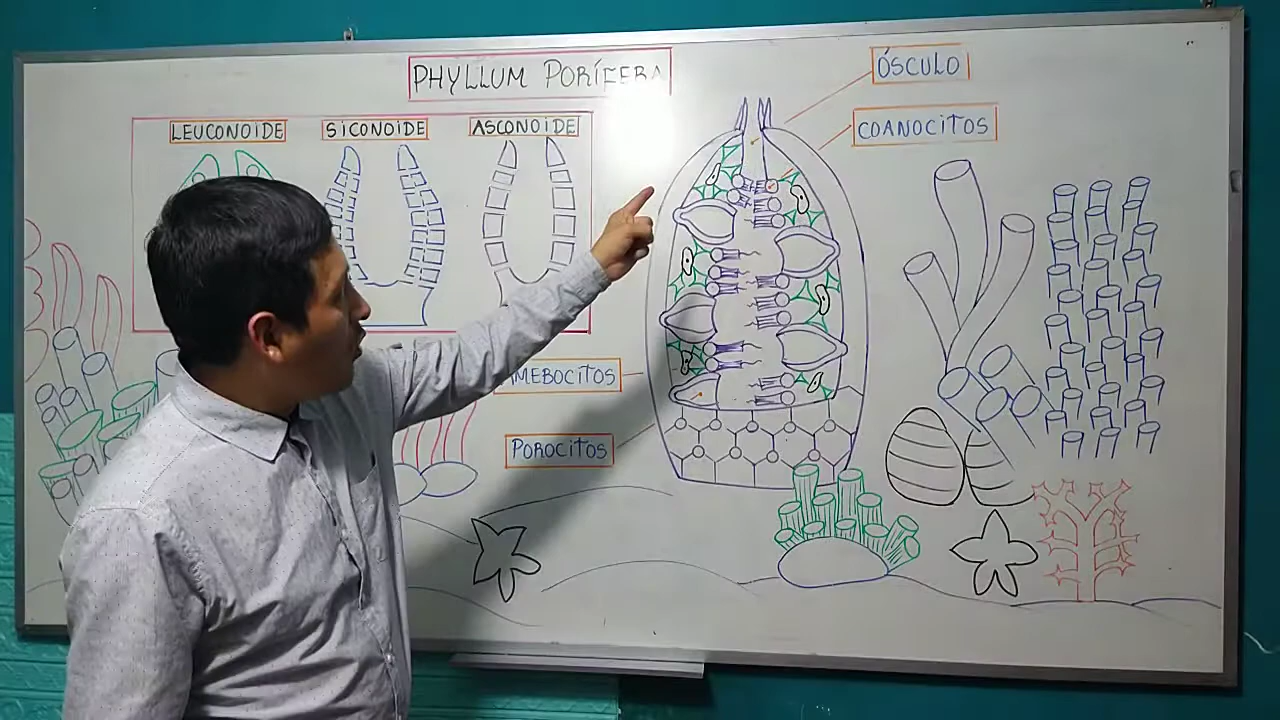 PHYLLUM PORÍFERA
ÓSCULO
COANOCITOS
LEUCONOIDE
SICONOIDE
ASCONOIDE
AMEBOCITOS
POROCITOS